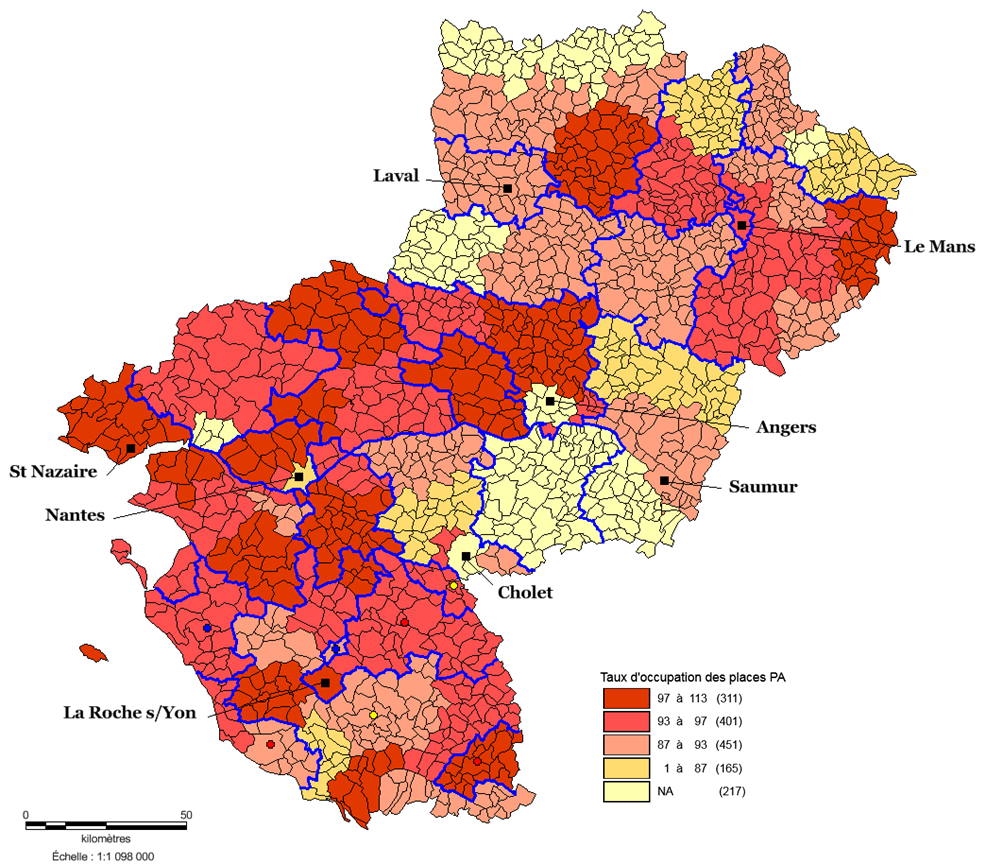 Laval
Le Mans
Angers
St Nazaire
Saumur
Nantes
Cholet
La Roche s/Yon
Taux d'occupation des places PA
97 à 113 (311)
93 à 97 (401)
87 à 93 (451)
1 à 87 (165)
NA (217)
0 50
kilomètres
Échelle : 1:1 098 000